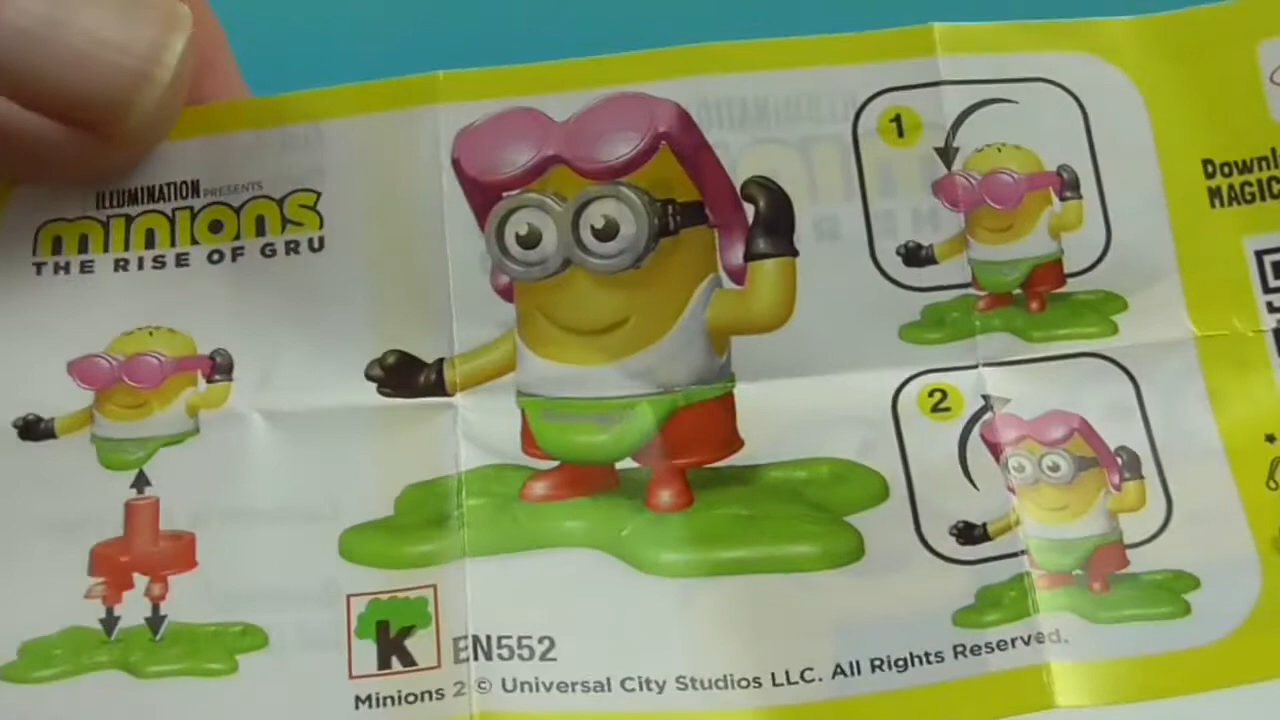 ILLUMINATION PRESENTS
minions
THE RISE OF GRU
1
2
Downl
MAGIC
k
EN552
Minions 2 © Universal City Studios LLC. All Rights Reserved.